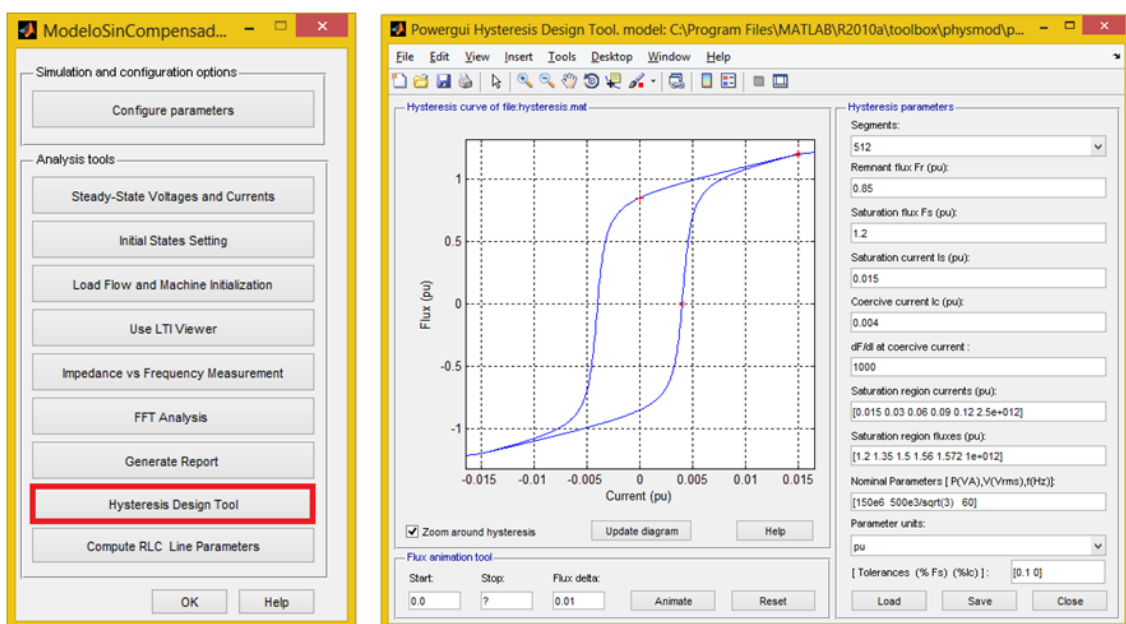 ModeloSinCompensad...
Simulation and configuration options
Configure parameters
Analysis tools
Steady-State Voltages and Currents
Initial States Setting
Load Flow and Machine Initialization
Use LTI Viewer
Impedance vs Frequency Measurement
FFT Analysis
Generate Report
Hysteresis Design Tool
Compute RLC Line Parameters
OK Help
Powergui Hysteresis Design Tool. model: C:\Program Files\MATLAB\R2010a\toolbox\physmod\p...
File Edit View Insert Tools Desktop Window Help
Hysteresis curve of file:hysteresis.mat
1
0.5
0
-0.5
-1
Flux (pu)
-0.015 -0.01 -0.005 0 0.005 0.01 0.015
Current (pu)
Zoom around hysteresis Update diagram Help
Flux animation tool
Start: Stop: Flux delta:
0.0 ? 0.01 Animate Reset
Hysteresis parameters
Segments:
512
Remnant flux Fr (pu):
0.85
Saturation flux Fs (pu):
1.2
Saturation current Is (pu):
0.015
Coercive current Ic (pu):
0.004
dF/dI at coercive current :
1000
Saturation region currents (pu):
[0.015 0.03 0.06 0.09 0.12 2.5e+012]
Saturation region fluxes (pu):
[1.2 1.35 1.5 1.56 1.572 1e+012]
Nominal Parameters [ P(VA),V(Vrms),f(Hz)]:
[150e6 500e3/sqrt(3) 60]
Parameter units:
pu
[ Tolerances (% Fs) (%Ic) ] : [0.1 0]
Load Save Close